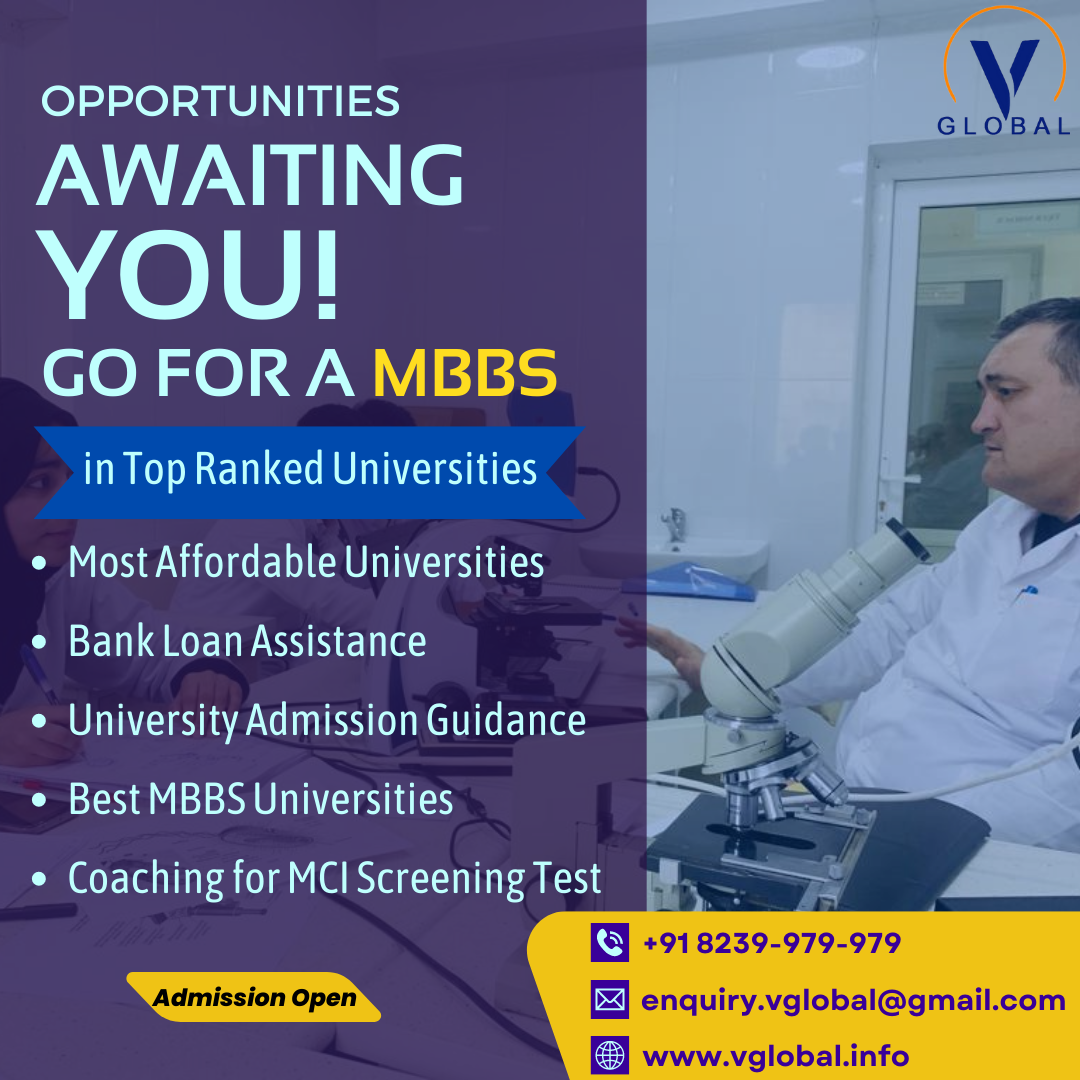 V
GLOBAL
OPPORTUNITIES
AWAITING
YOU!
GO FOR A MBBS
in Top Ranked Universities
• Most Affordable Universities
• Bank Loan Assistance
• University Admission Guidance
• Best MBBS Universities
• Coaching for MCI Screening Test
Admission Open
+91 8239-979-979
enquiry.vglobal@gmail.com
www.vglobal.info